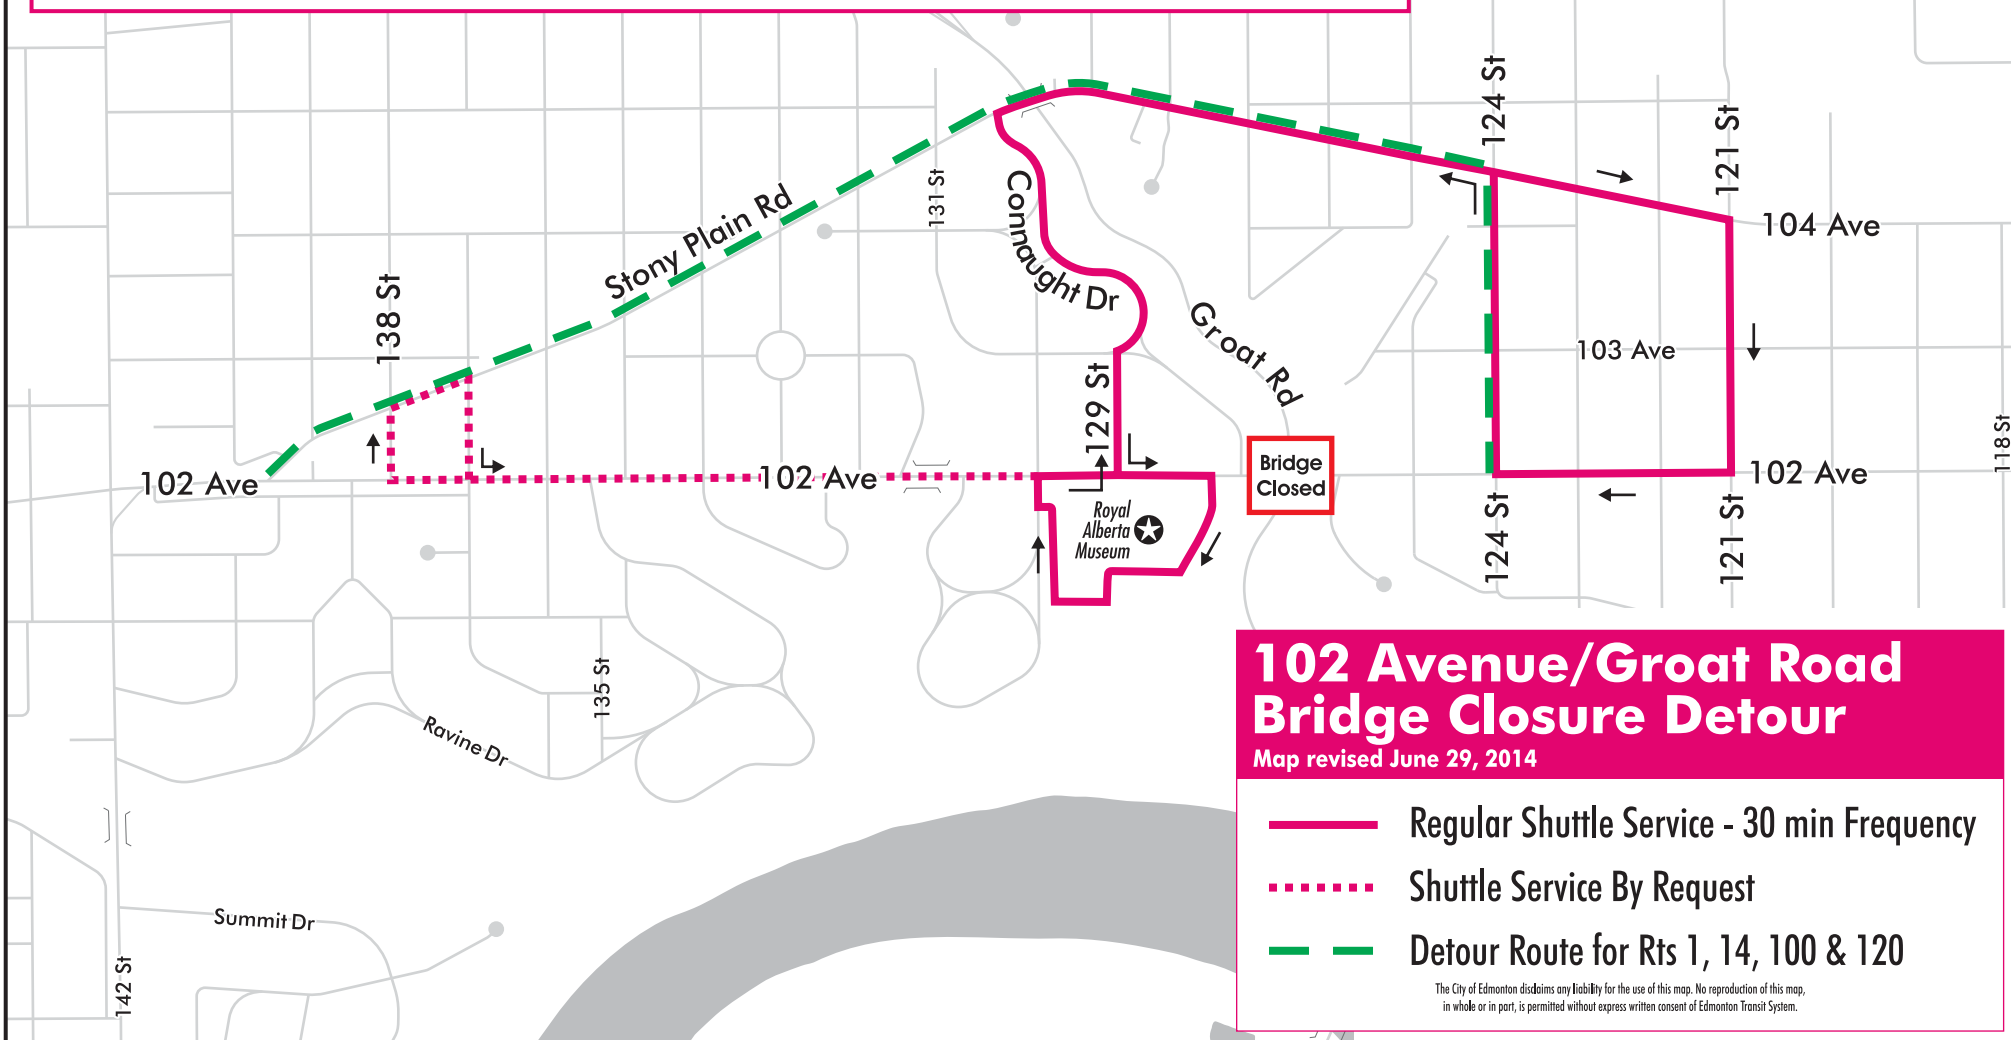 124 St
121 St
131 St
Stony Plain Rd
Connaught Dr
104 Ave
138 St
Groat Rd
103 Ave
129 St
118 St
102 Ave
102 Ave
Bridge
Closed
102 Ave
Royal
Alberta
Museum
124 St
121 St
135 St
Ravine Dr
Summit Dr
142 St
102 Avenue/Groat Road
Bridge Closure Detour
Map revised June 29, 2014
Regular Shuttle Service - 30 min Frequency
Shuttle Service By Request
Detour Route for Rts 1, 14, 100 & 120
The City of Edmonton disclaims any liability for the use of this map. No reproduction of this map,
in whole or in part, is permitted without express written consent of Edmonton Transit System.